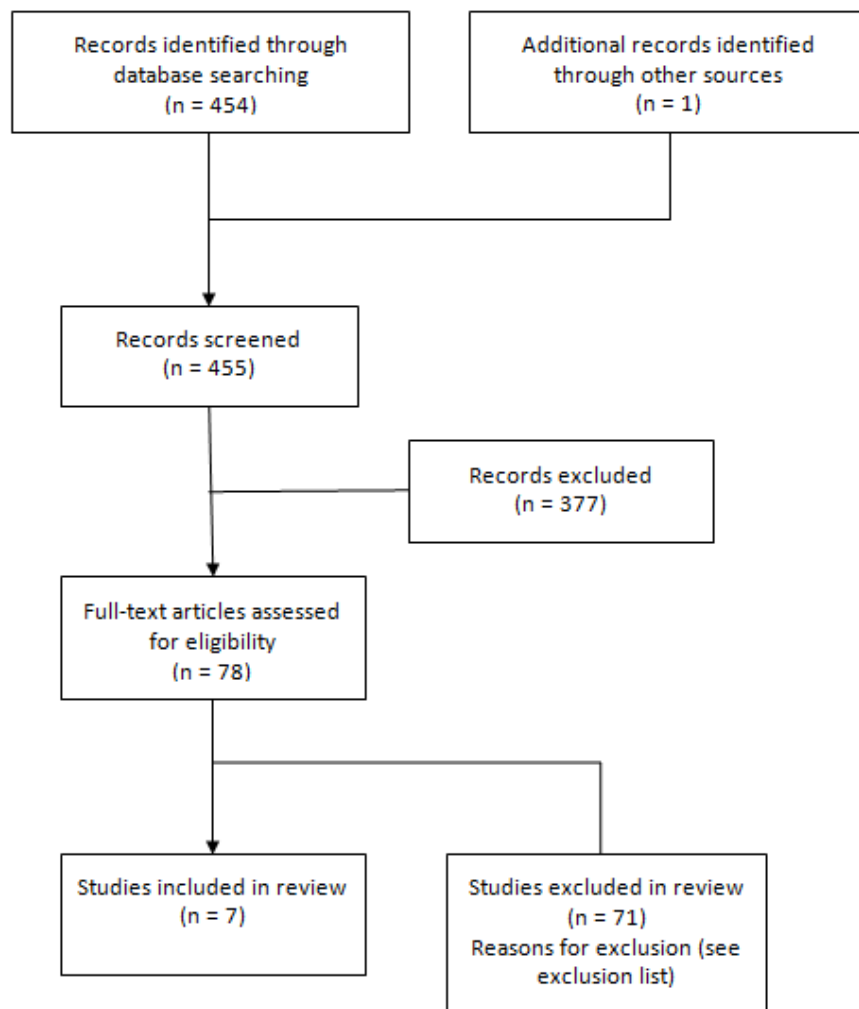 Records identified through
database searching
(n = 454)
Additional records identified
through other sources
(n = 1)
Records screened
(n = 455)
Records excluded
(n = 377)
Full-text articles assessed
for eligibility
(n = 78)
Studies included in review
(n = 7)
Studies excluded in review
(n = 71)
Reasons for exclusion (see
exclusion list)